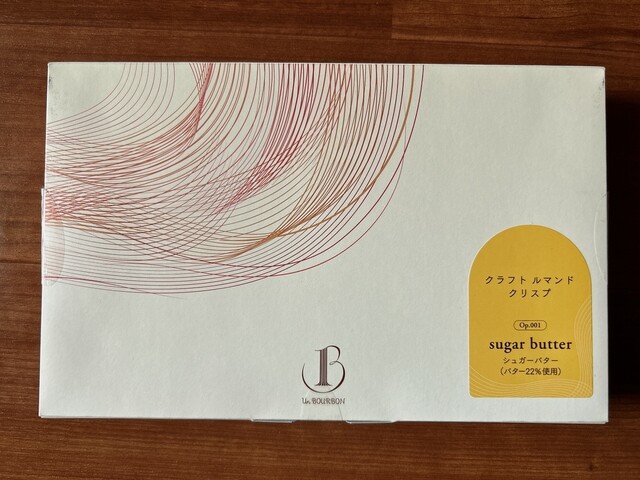 クラフト ルマンド
クリスプ
Op.001
sugar butter
シュガーバター
(バター22%使用)
Un BOURBON